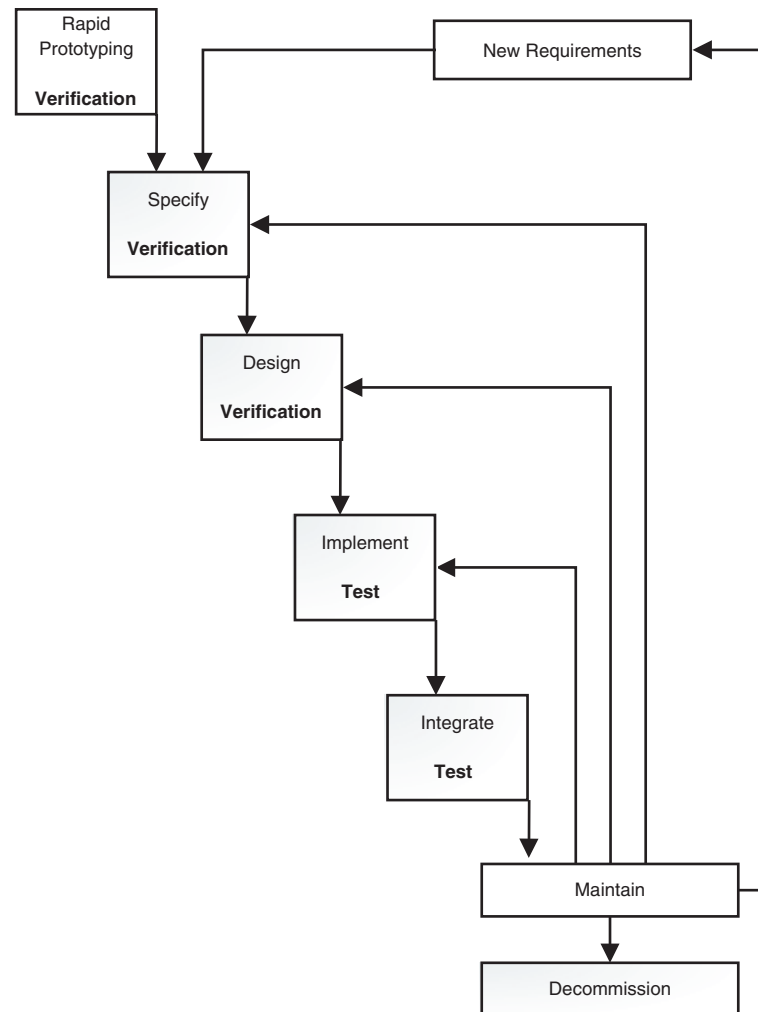 Rapid
Prototyping
Verification
New Requirements
Specify
Verification
Design
Verification
Implement
Test
Integrate
Test
Maintain
Decommission